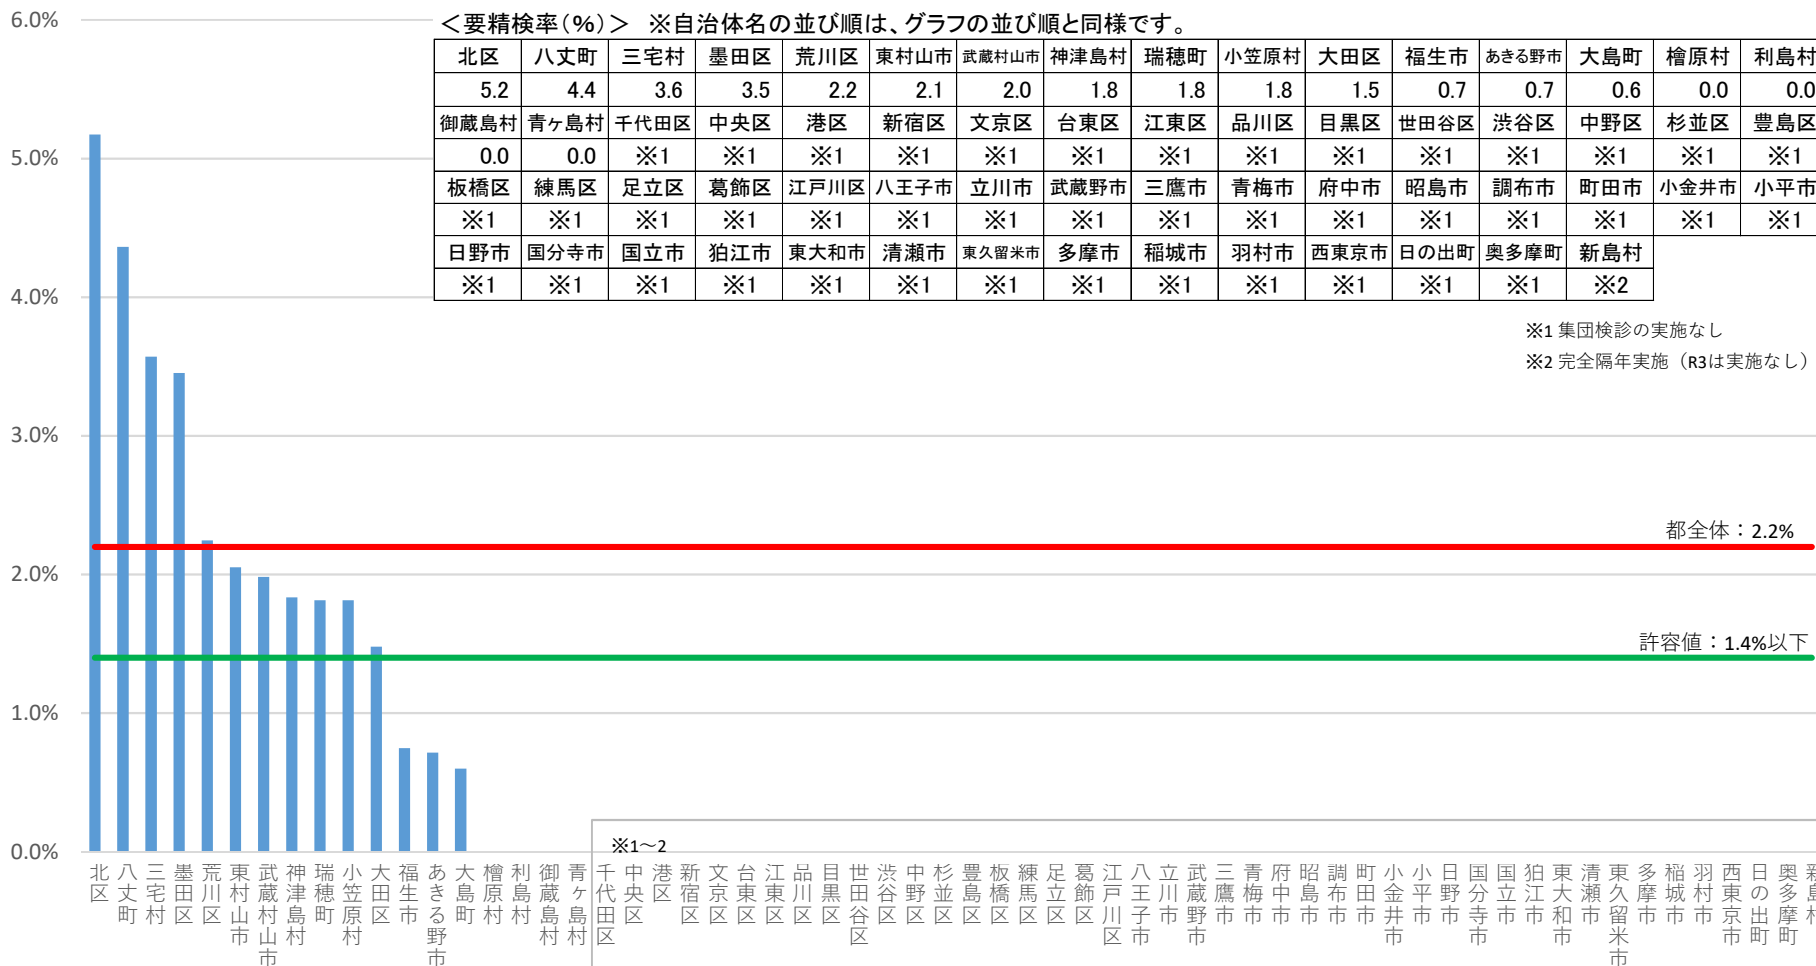 ＜要精検率(%)＞ ※自治体名の並び順は、グラフの並び順と同様です。
北区 八丈町 三宅村 墨田区 荒川区 東村山市 武蔵村山市 神津島村 瑞穂町 小笠原村 大田区 福生市 あきる野市 大島町 檜原村 利島村
5.2 4.4 3.6 3.5 2.2 2.1 2.0 1.8 1.8 1.8 1.5 0.7 0.7 0.6 0.0 0.0
御蔵島村 青ヶ島村 千代田区 中央区 港区 新宿区 文京区 台東区 江東区 品川区 目黒区 世田谷区 渋谷区 中野区 杉並区 豊島区
0.0 0.0 ※1 ※1 ※1 ※1 ※1 ※1 ※1 ※1 ※1 ※1 ※1 ※1 ※1 ※1
板橋区 練馬区 足立区 葛飾区 江戸川区 八王子市 立川市 武蔵野市 三鷹市 青梅市 府中市 昭島市 調布市 町田市 小金井市 小平市
※1 ※1 ※1 ※1 ※1 ※1 ※1 ※1 ※1 ※1 ※1 ※1 ※1 ※1 ※1 ※1
日野市 国分寺市 国立市 狛江市 東大和市 清瀬市 東久留米市 多摩市 稲城市 羽村市 西東京市 日の出町 奥多摩町 新島村
※1 ※1 ※1 ※1 ※1 ※1 ※1 ※1 ※1 ※1 ※1 ※1 ※1 ※2
※1 集団検診の実施なし
※2 完全隔年実施（R3は実施なし）
6.0%
5.0%
4.0%
3.0%
2.0%
1.0%
0.0%
都全体：2.2%
許容値：1.4%以下
※1～2
北区
八丈町
三宅村
墨田区
荒川区
東村山市
武蔵村山市
神津島村
瑞穂町
小笠原村
大田区
福生市
あきる野市
大島町
檜原村
利島村
御蔵島村
青ヶ島村
千代田区
中央区
港区
新宿区
文京区
台東区
江東区
品川区
目黒区
世田谷区
渋谷区
中野区
杉並区
豊島区
板橋区
練馬区
足立区
葛飾区
江戸川区
八王子市
立川市
武蔵野市
三鷹市
青梅市
府中市
昭島市
調布市
町田市
小金井市
小平市
日野市
国分寺市
国立市
狛江市
東大和市
清瀬市
東久留米市
多摩市
稲城市
羽村市
西東京市
日の出町
奥多摩町
新島村